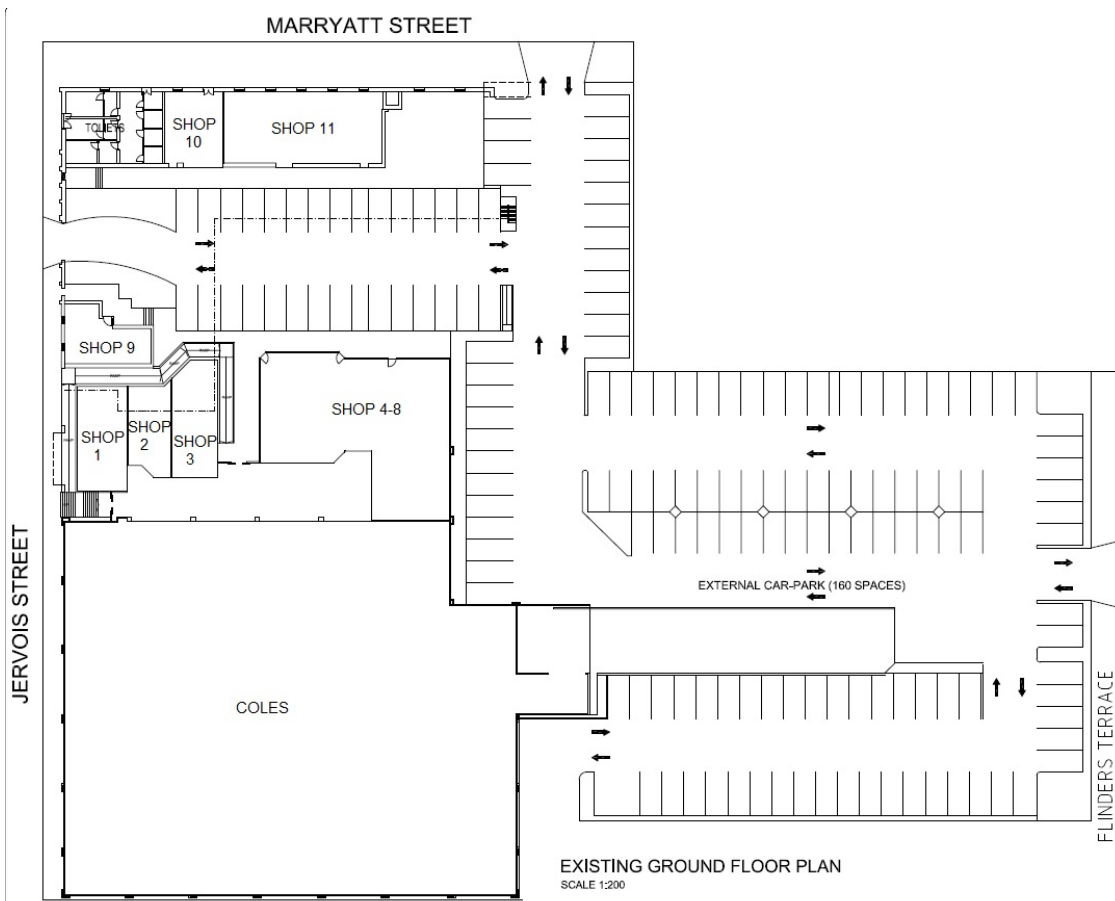 MARRYATT STREET
TOILETS
SHOP
10
SHOP 11
SHOP 9
SHOP
1
SHOP
2
SHOP
3
SHOP 4-8
JERVOIS STREET
EXTERNAL CAR-PARK (160 SPACES)
COLES
FLINDERS TERRACE
EXISTING GROUND FLOOR PLAN
SCALE 1:200